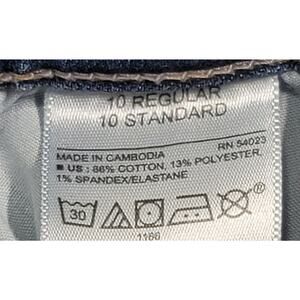 10 REGULAR
10 STANDARD
MADE IN CAMBODIA RN 54023
■ US : 86% COTTON, 13% POLYESTER,
1% SPANDEX/ELASTANE
30
1166